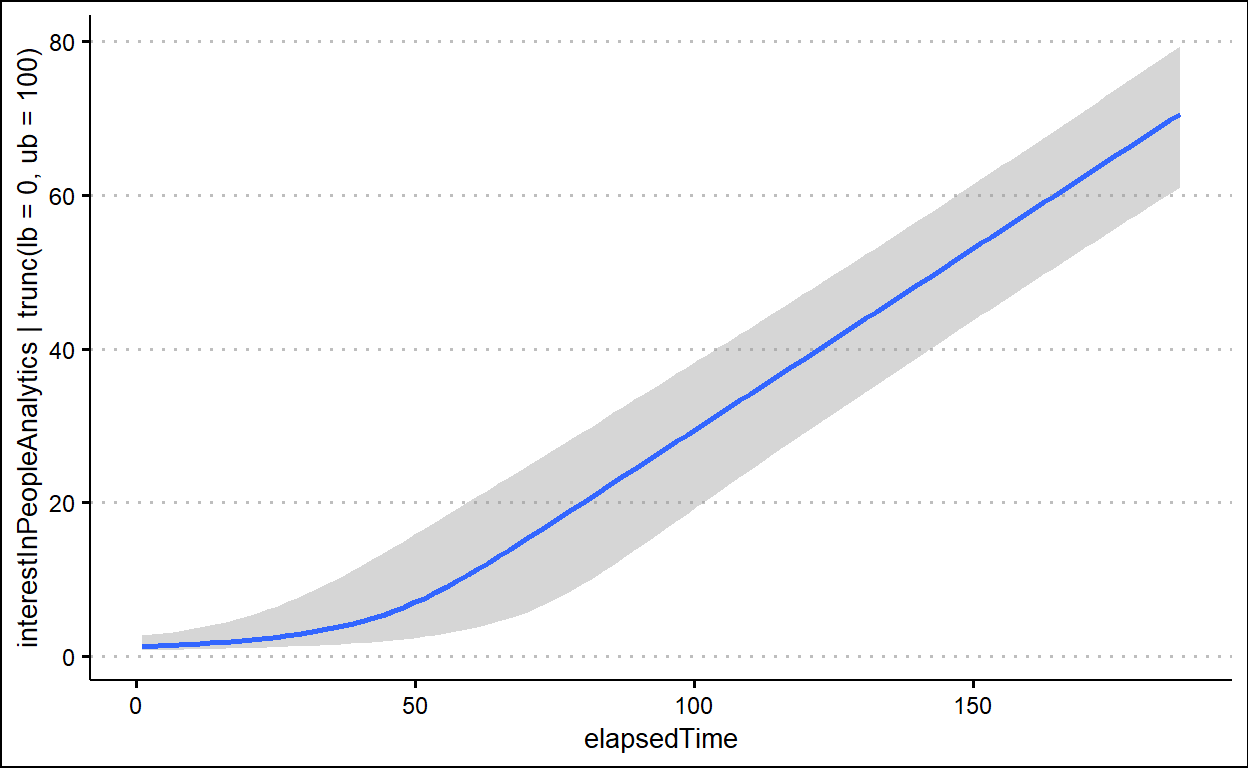 interestInPeopleAnalytics | trunc(lb = 0, ub = 100)
80
60
40
20
0
0 50 100 150
elapsedTime